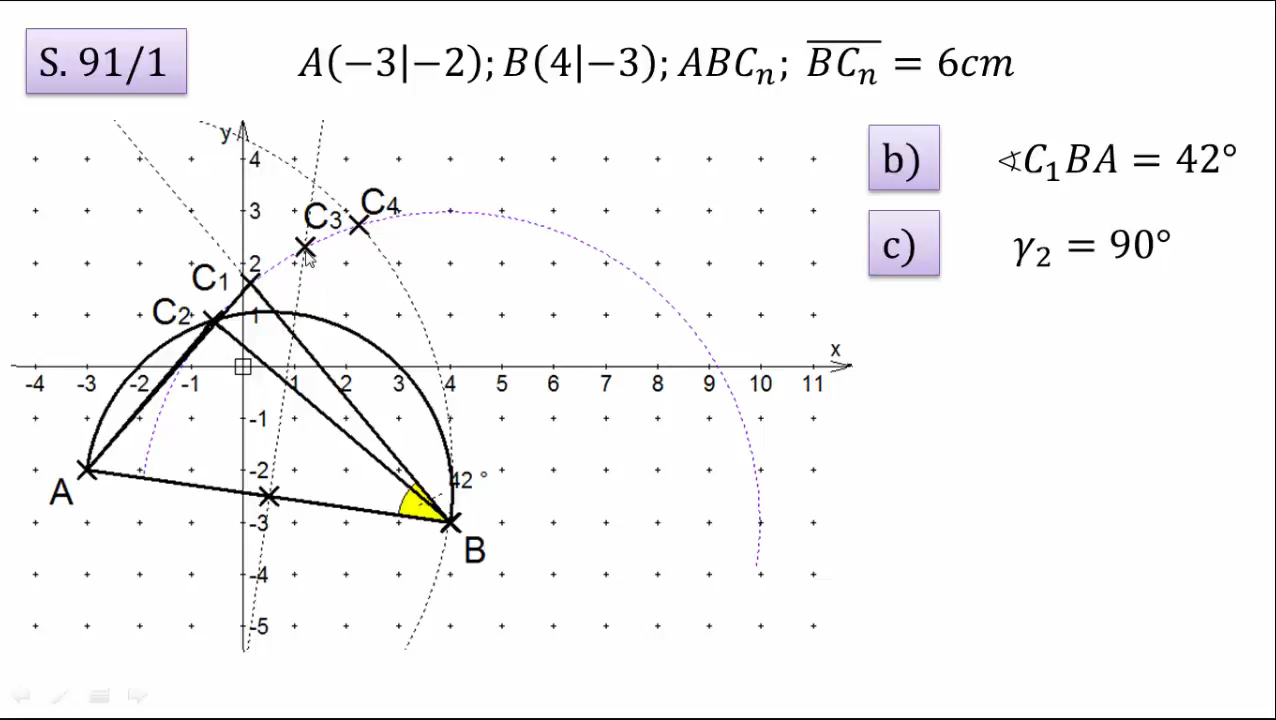 S. 91/1
A(−3|−2); B(4|−3); ABCₙ; B̅C̅ₙ̅ = 6cm
b) ∢C₁BA = 42°
c) γ₂ = 90°
y
4
3
2
1
-1
-2
-3
-4
-5
x
-4 -3 -2 -1 1 2 3 4 5 6 7 8 9 10 11
C4
C3
C1
C2
42 °
A
B